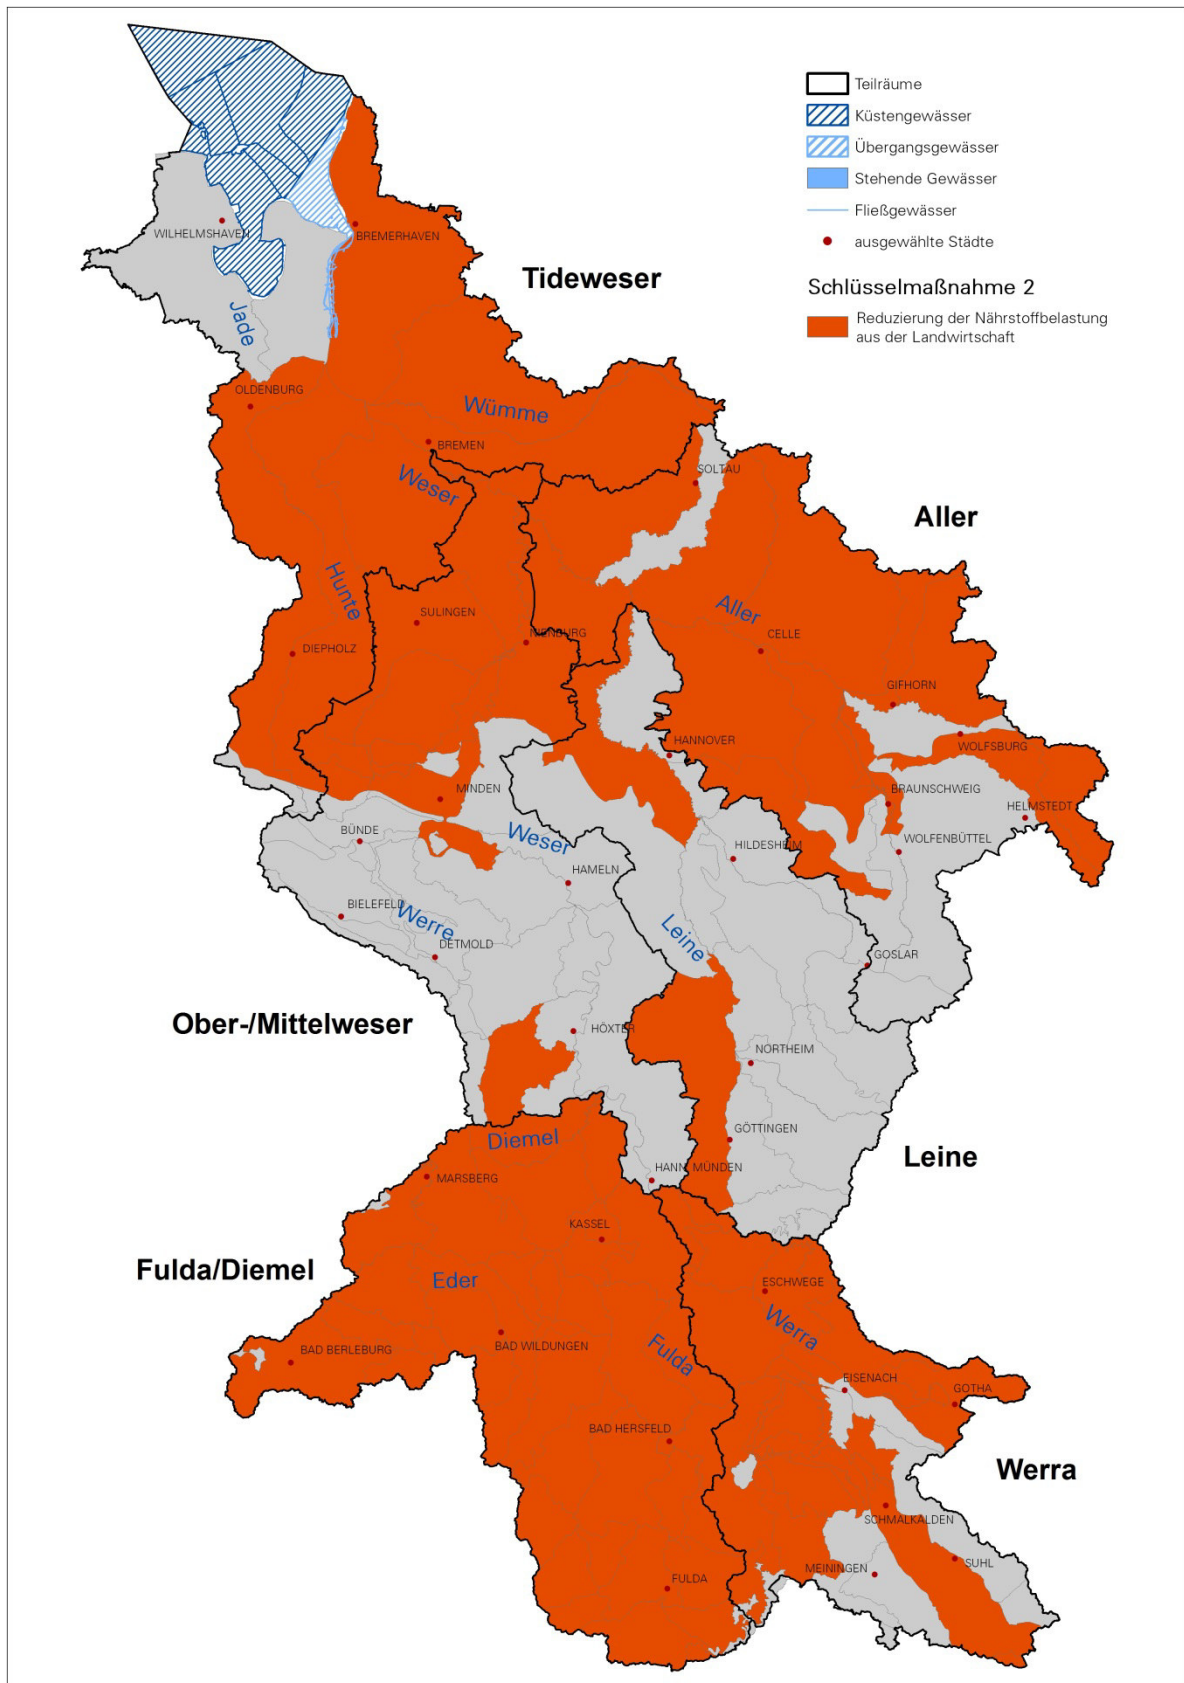 Teilräume
Küstengewässer
Übergangsgewässer
Stehende Gewässer
Fließgewässer
ausgewählte Städte
Schlüsselmaßnahme 2
Reduzierung der Nährstoffbelastung
aus der Landwirtschaft
WILHELMSHAVEN
BREMERHAVEN
Tideweser
Jade
OLDENBURG
Wümme
BREMEN
Weser
SOLTAU
Aller
Hunte
Aller
SULINGEN
NIENBURG
CELLE
DIEPHOLZ
GIFHORN
HANNOVER
WOLFSBURG
MINDEN
BRAUNSCHWEIG
HELMSTEDT
BÜNDE
Weser
HILDESHEIM
WOLFENBÜTTEL
HAMELN
BIELEFELD
Werre
Leine
DETMOLD
GOSLAR
Ober-/Mittelweser
HÖXTER
NORTHEIM
Diemel
GÖTTINGEN
Leine
HANN. MÜNDEN
MARSBERG
KASSEL
Fulda/Diemel
Eder
ESCHWEGE
Werra
BAD BERLEBURG
BAD WILDUNGEN
Fulda
EISENACH
GOTHA
BAD HERSFELD
Werra
SCHMALKALDEN
MEININGEN
SUHL
FULDA